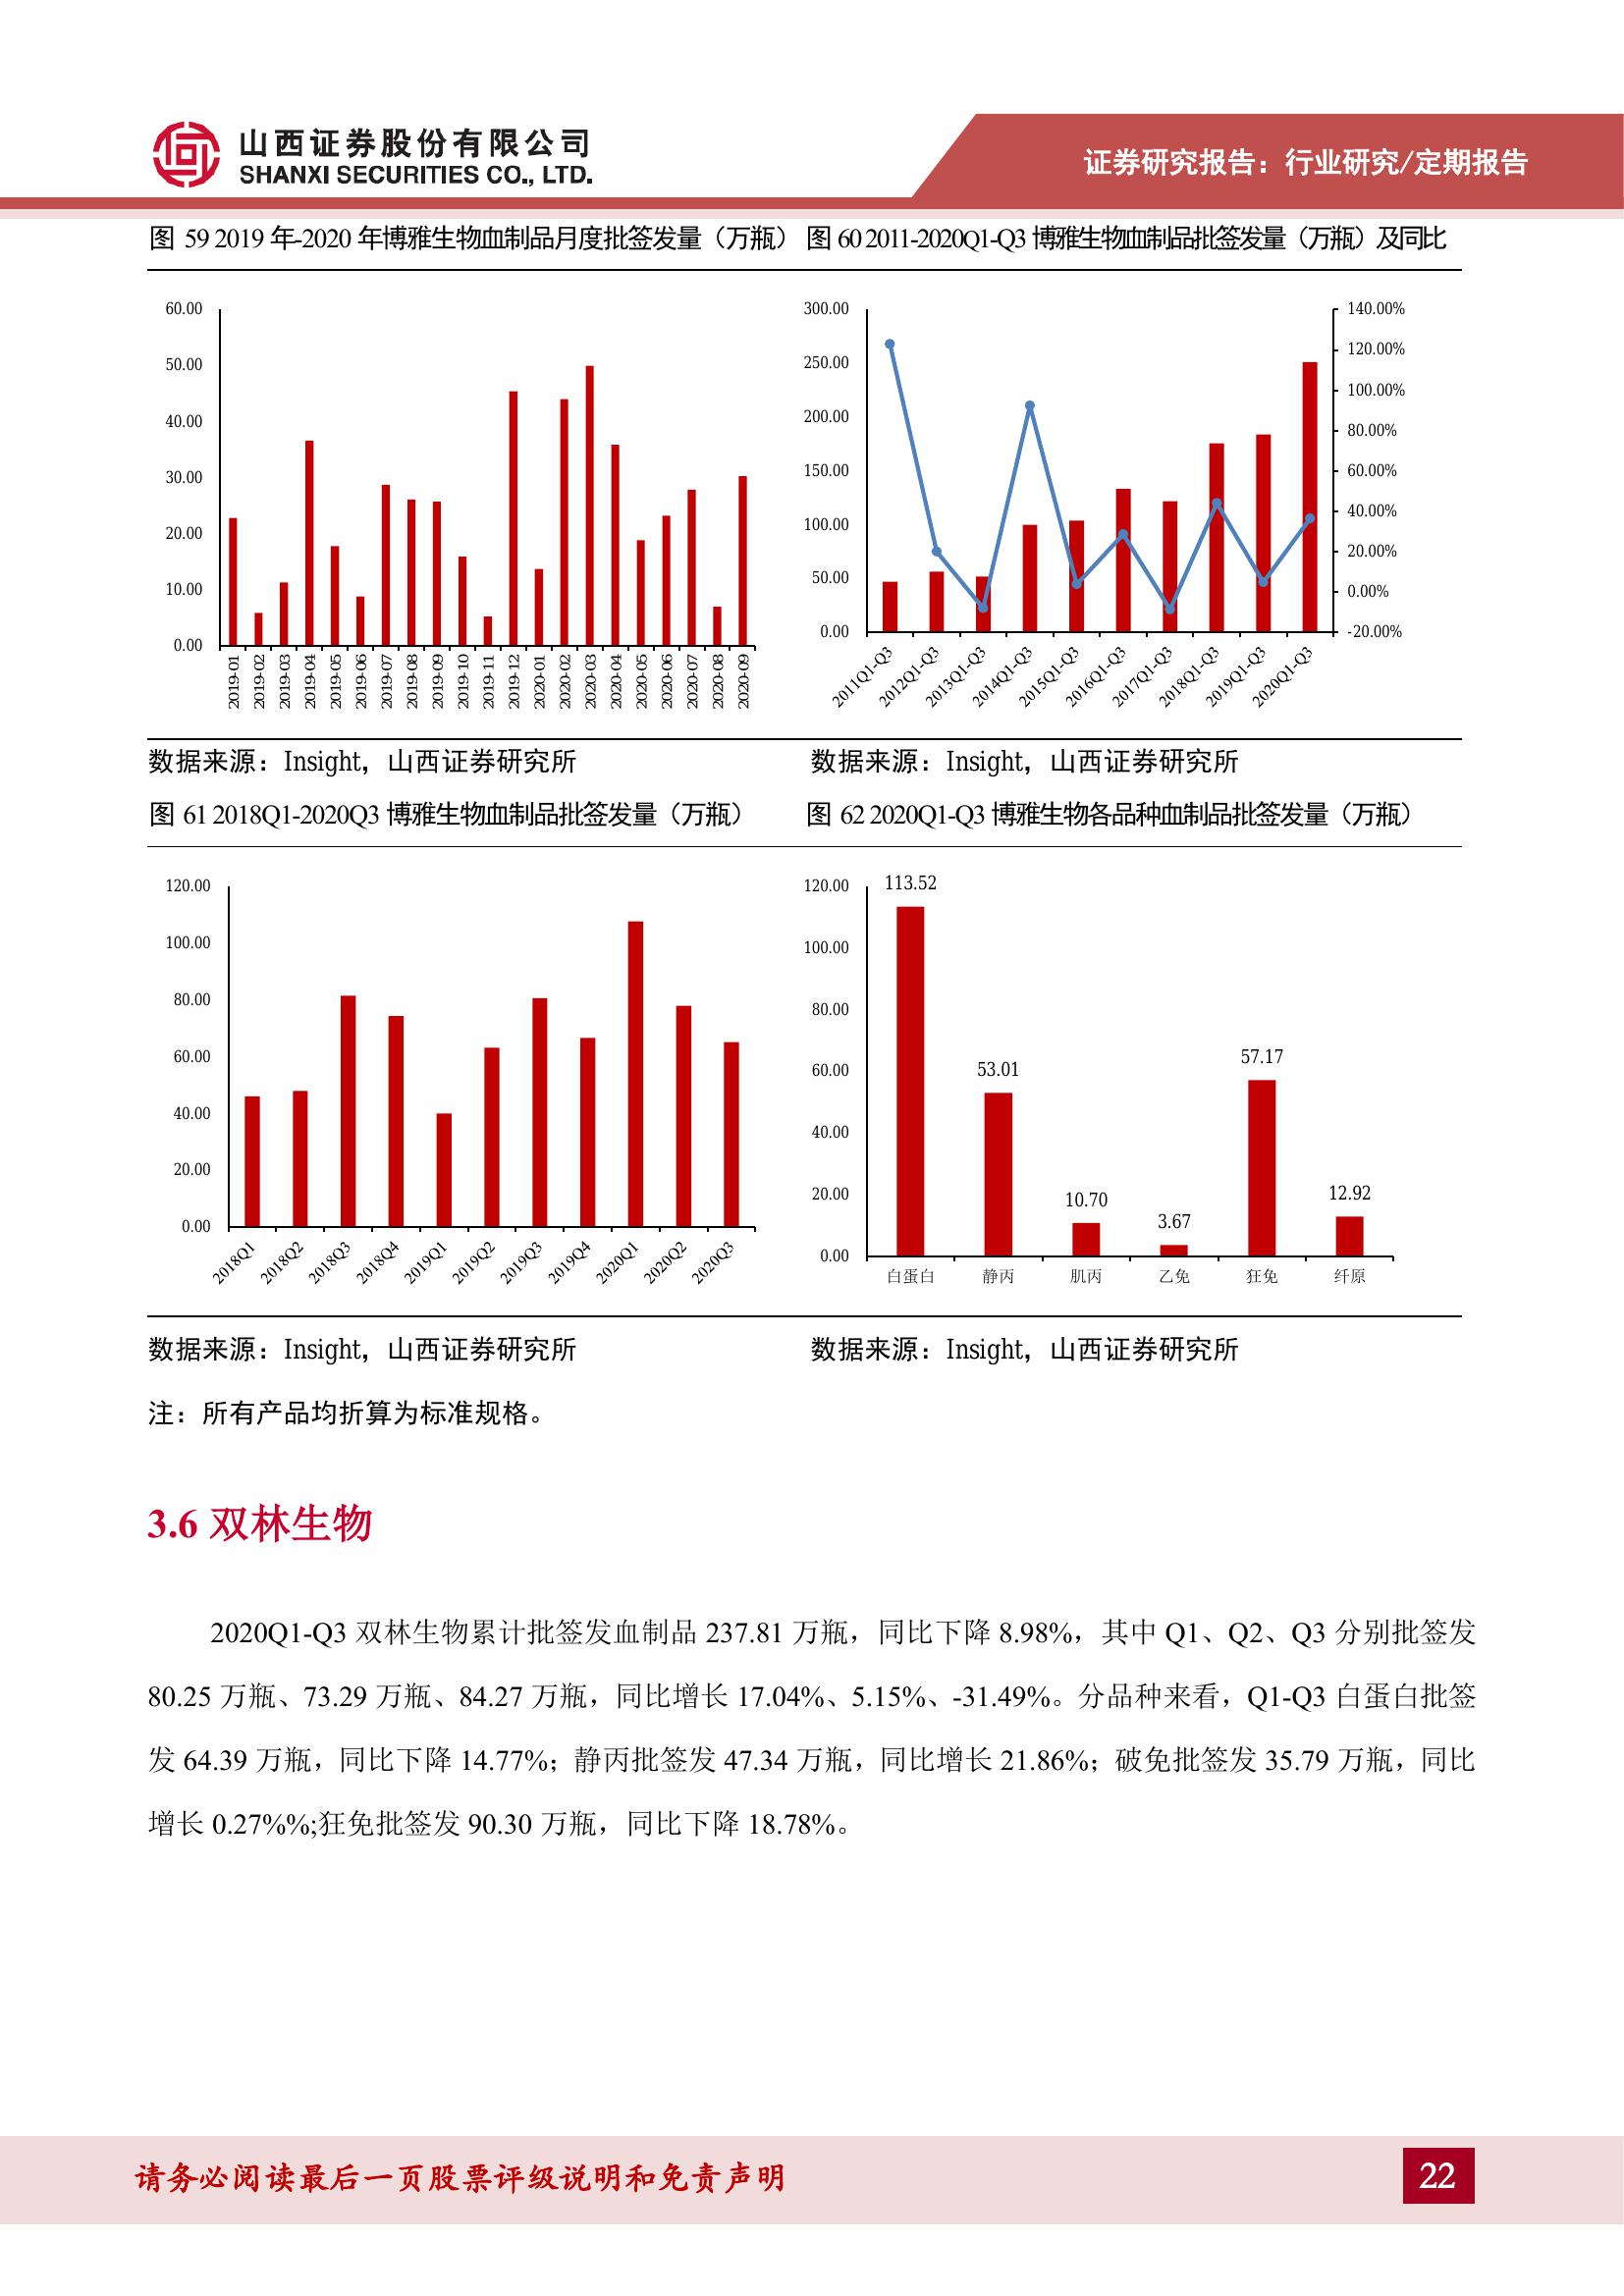 山西证券股份有限公司
SHANXI SECURITIES CO., LTD.
证券研究报告：行业研究/定期报告
图 59 2019 年-2020 年博雅生物血制品月度批签发量（万瓶）
图 60 2011-2020Q1-Q3 博雅生物血制品批签发量（万瓶）及同比
60.00
50.00
40.00
30.00
20.00
10.00
0.00
2019-01
2019-02
2019-03
2019-04
2019-05
2019-06
2019-07
2019-08
2019-09
2019-10
2019-11
2019-12
2020-01
2020-02
2020-03
2020-04
2020-05
2020-06
2020-07
2020-08
2020-09
300.00
250.00
200.00
150.00
100.00
50.00
0.00
140.00%
120.00%
100.00%
80.00%
60.00%
40.00%
20.00%
0.00%
-20.00%
2011Q1-Q3
2012Q1-Q3
2013Q1-Q3
2014Q1-Q3
2015Q1-Q3
2016Q1-Q3
2017Q1-Q3
2018Q1-Q3
2019Q1-Q3
2020Q1-Q3
数据来源：Insight，山西证券研究所
数据来源：Insight，山西证券研究所
图 61 2018Q1-2020Q3 博雅生物血制品批签发量（万瓶）
图 62 2020Q1-Q3 博雅生物各品种血制品批签发量（万瓶）
120.00
100.00
80.00
60.00
40.00
20.00
0.00
2018Q1
2018Q2
2018Q3
2018Q4
2019Q1
2019Q2
2019Q3
2019Q4
2020Q1
2020Q2
2020Q3
120.00
100.00
80.00
60.00
40.00
20.00
0.00
113.52
53.01
10.70
3.67
57.17
12.92
白蛋白
静丙
肌丙
乙免
狂免
纤原
数据来源：Insight，山西证券研究所
数据来源：Insight，山西证券研究所
注：所有产品均折算为标准规格。
3.6 双林生物
2020Q1-Q3 双林生物累计批签发血制品 237.81 万瓶，同比下降 8.98%，其中 Q1、Q2、Q3 分别批签发
80.25 万瓶、73.29 万瓶、84.27 万瓶，同比增长 17.04%、5.15%、-31.49%。分品种来看，Q1-Q3 白蛋白批签
发 64.39 万瓶，同比下降 14.77%；静丙批签发 47.34 万瓶，同比增长 21.86%；破免批签发 35.79 万瓶，同比
增长 0.27%%;狂免批签发 90.30 万瓶，同比下降 18.78%。
请务必阅读最后一页股票评级说明和免责声明
22